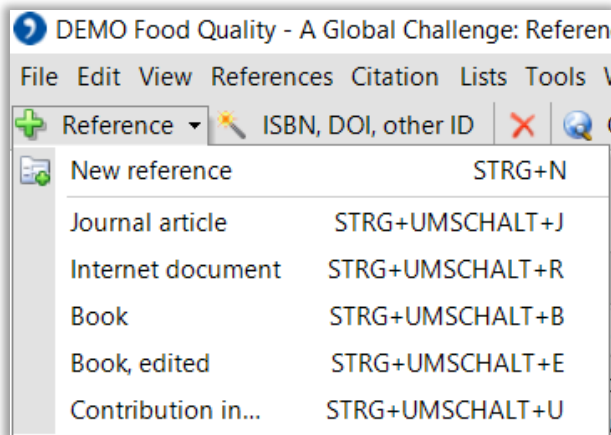 DEMO Food Quality - A Global Challenge: Referen
File Edit View References Citation Lists Tools
Reference ISBN, DOI, other ID
New reference STRG+N
Journal article STRG+UMSCHALT+J
Internet document STRG+UMSCHALT+R
Book STRG+UMSCHALT+B
Book, edited STRG+UMSCHALT+E
Contribution in... STRG+UMSCHALT+U